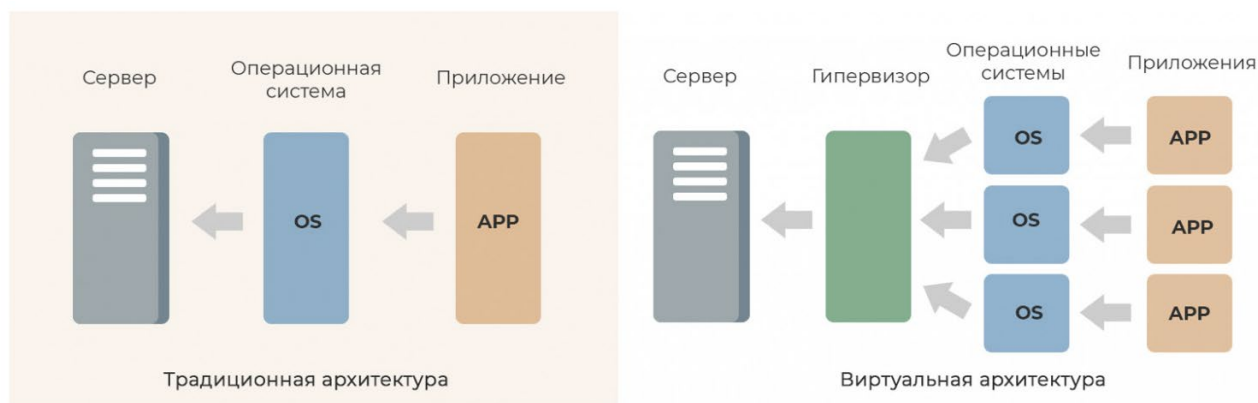 Сервер
Операционная
система
Приложение
OS
APP
Традиционная архитектура
Сервер
Гипервизор
Операционные
системы
Приложения
OS
APP
OS
APP
OS
APP
Виртуальная архитектура